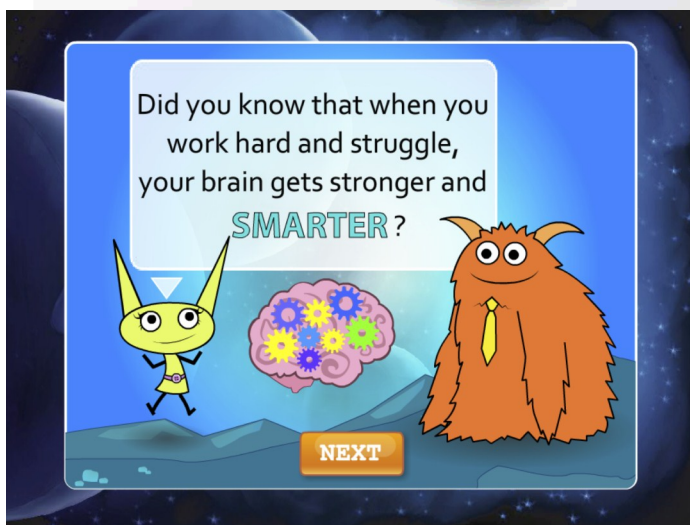 Did you know that when you
work hard and struggle,
your brain gets stronger and
SMARTER?
NEXT